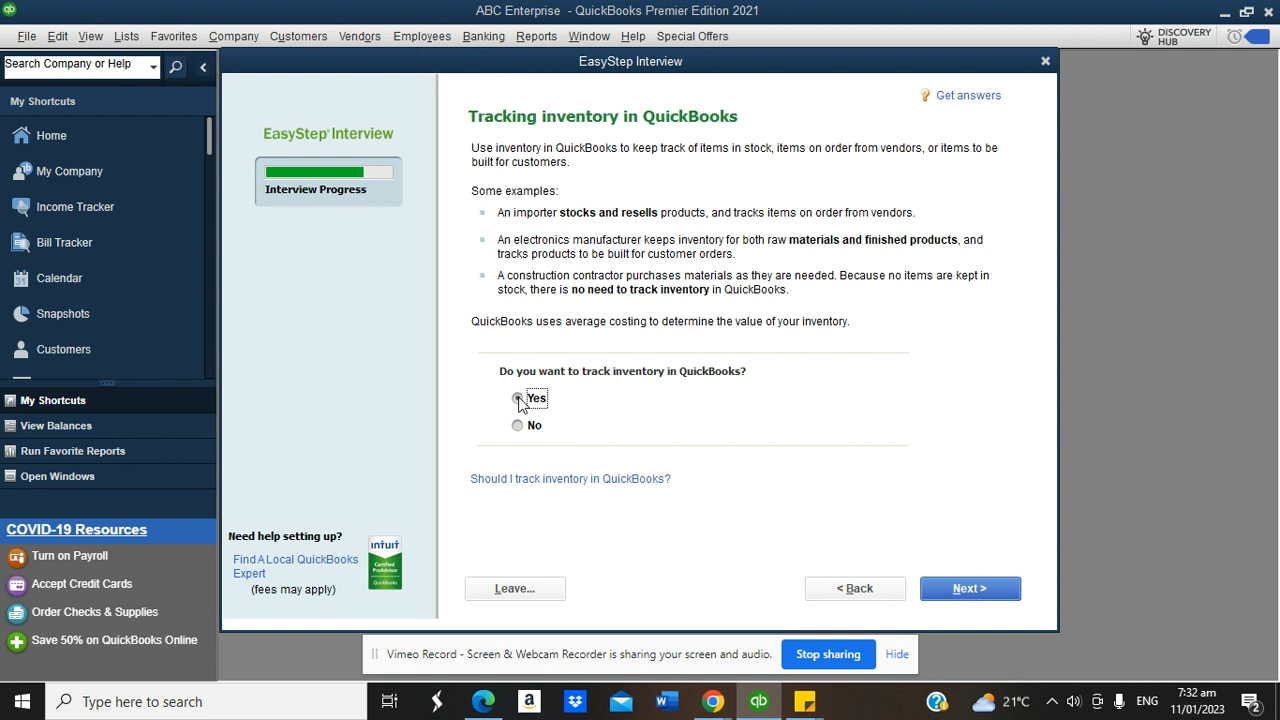 ABC Enterprise - QuickBooks Premier Edition 2021
File Edit View Lists Favorites Company Customers Vendors Employees Banking Reports Window Help Special Offers
DISCOVERY
HUB
Search Company or Help
My Shortcuts
Home
My Company
Income Tracker
Bill Tracker
Calendar
Snapshots
Customers
My Shortcuts
View Balances
Run Favorite Reports
Open Windows
COVID-19 Resources
Turn on Payroll
Accept Credit Cards
Order Checks & Supplies
Save 50% on QuickBooks Online
EasyStep Interview
EasyStep Interview
Interview Progress
Need help setting up?
Find A Local QuickBooks
Expert
(fees may apply)
intuit
Certified
ProAdvisor
QuickBooks
Get answers
Tracking inventory in QuickBooks
Use inventory in QuickBooks to keep track of items in stock, items on order from vendors, or items to be
built for customers.
Some examples:
An importer stocks and resells products, and tracks items on order from vendors.
An electronics manufacturer keeps inventory for both raw materials and finished products, and
tracks products to be built for customer orders.
A construction contractor purchases materials as they are needed. Because no items are kept in
stock, there is no need to track inventory in QuickBooks.
QuickBooks uses average costing to determine the value of your inventory.
Do you want to track inventory in QuickBooks?
Yes
No
Should I track inventory in QuickBooks?
Leave...
< Back
Next >
Vimeo Record - Screen & Webcam Recorder is sharing your screen and audio.
Stop sharing
Hide
Type here to search
21°C
ENG
7:32 am
11/01/2023
2